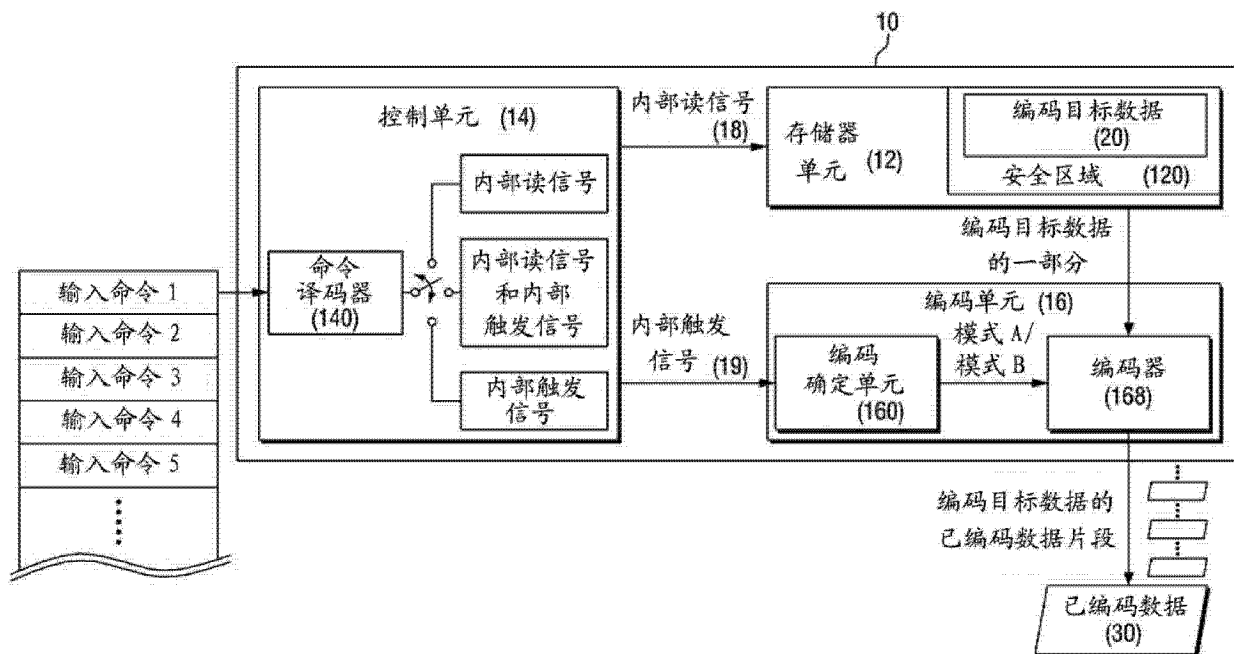 10
控制单元 (14)
内部读信号
内部读信号
和内部
触发信号
内部触发
信号
命令
译码器
(140)
输入命令 1
输入命令 2
输入命令 3
输入命令 4
输入命令 5
内部读信号
(18)
内部触发
信号 (19)
存储器
单元 (12)
编码目标数据
(20)
安全区域 (120)
编码目标数据
的一部分
编码单元 (16)
编码
确定单元
(160)
模式 A/
模式 B
编码器
(168)
编码目标数据的
已编码数据片段
已编码数据
(30)